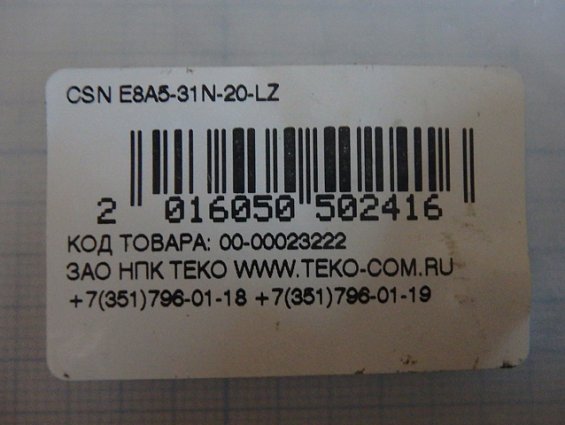 CSN E8A5-31N-20-LZ
2 016050 502416
КОД ТОВАРА: 00-00023222
ЗАО НПК ТЕКО WWW.TEKO-COM.RU
+7(351)796-01-18 +7(351)796-01-19